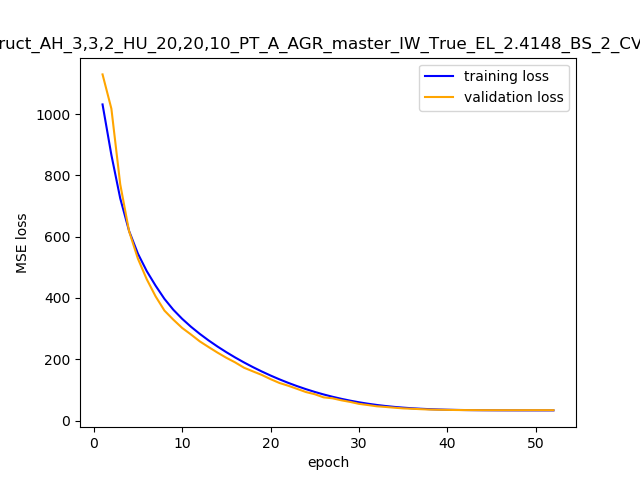 ruct_AH_3,3,2_HU_20,20,10_PT_A_AGR_master_IW_True_EL_2.4148_BS_2_CV
training loss
validation loss
MSE loss
1000
800
600
400
200
0
0 10 20 30 40 50
epoch